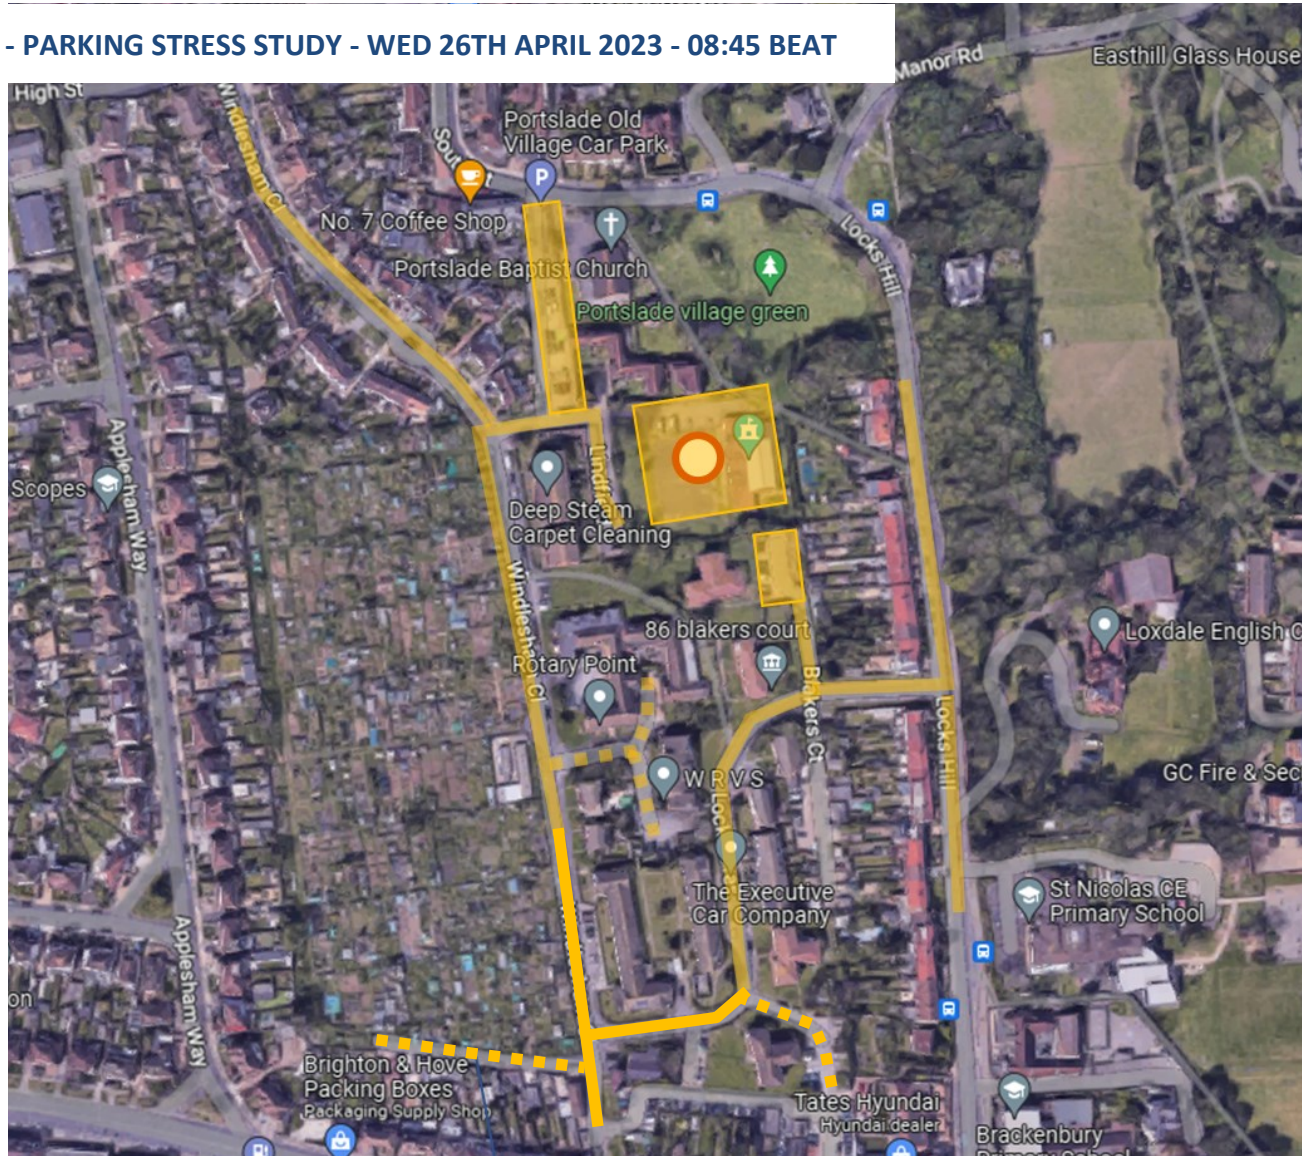 - PARKING STRESS STUDY - WED 26TH APRIL 2023 - 08:45 BEAT
Manor Rd
Easthill Glass House
High St
Windlesham Cl
Portslade Old
Village Car Park
P
No. 7 Coffee Shop
Portslade Baptist Church
Locks Hill
Portslade village green
Applesham Way
Scopes
Lindfield
Deep Steam
Carpet Cleaning
Windlesham Cl
86 blakers court
Loxdale English C
Rotary Point
Blakers Ct
Locks Hill
W R V S
GC Fire & Sec
The Executive
Car Company
St Nicolas CE
Primary School
Applesham Way
on
Brighton & Hove
Packing Boxes
Packaging Supply Shop
Tates Hyundai
Hyundai dealer
Brackenbury
Primary School